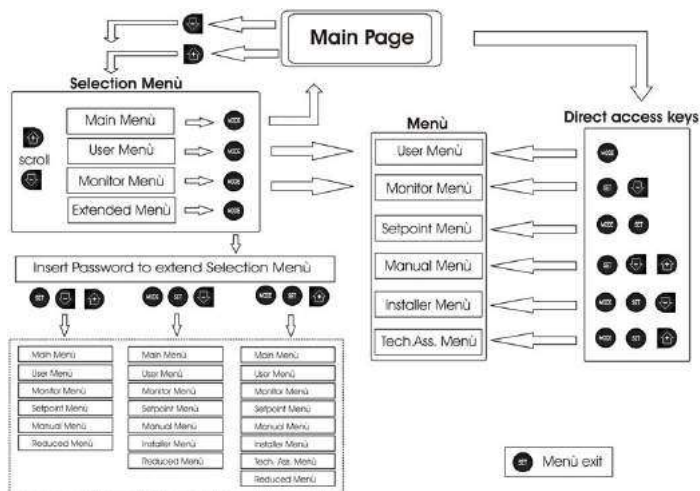 Main Page
Selection Menù
Main Menù MODE
User Menù MODE
Monitor Menù MODE
Extended Menù MODE
scroll
Insert Password to extend Selection Menù
SET MODE SET MODE SET
Main Menù
User Menù
Monitor Menù
Setpoint Menù
Manual Menù
Reduced Menù
Main Menù
User Menù
Monitor Menù
Setpoint Menù
Manual Menù
Installer Menù
Reduced Menù
Main Menù
User Menù
Monitor Menù
Setpoint Menù
Manual Menù
Installer Menù
Tech. Ass. Menù
Reduced Menù
Menù
User Menù
Monitor Menù
Setpoint Menù
Manual Menù
Installer Menù
Tech.Ass. Menù
Direct access keys
MODE
SET
MODE SET
SET
MODE SET
MODE SET
SET Menù exit